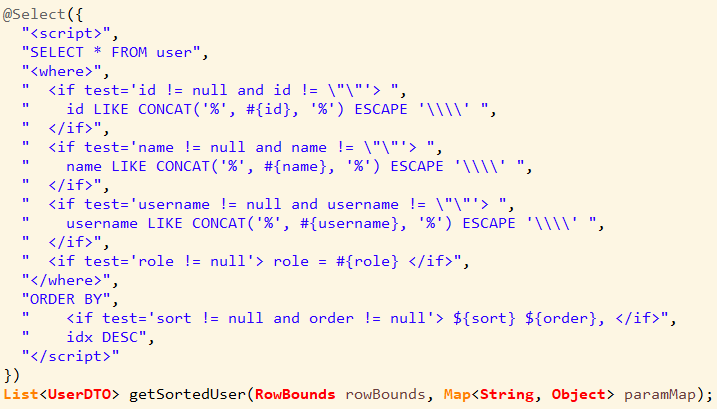 @Select({
  "<script>",
  "SELECT * FROM user",
  "<where>",
  "  <if test='id != null and id != \"\"'> ",
  "    id LIKE CONCAT('%', #{id}, '%') ESCAPE '\\\\' ",
  "  </if>",
  "  <if test='name != null and name != \"\"'> ",
  "    name LIKE CONCAT('%', #{name}, '%') ESCAPE '\\\\' ",
  "  </if>",
  "  <if test='username != null and username != \"\"'> ",
  "    username LIKE CONCAT('%', #{username}, '%') ESCAPE '\\\\' ",
  "  </if>",
  "  <if test='role != null'> role = #{role} </if>",
  "</where>",
  "ORDER BY",
  "    <if test='sort != null and order != null'> ${sort} ${order}, </if>",
  "    idx DESC",
  "</script>"
})
List<UserDTO> getSortedUser(RowBounds rowBounds, Map<String, Object> paramMap);